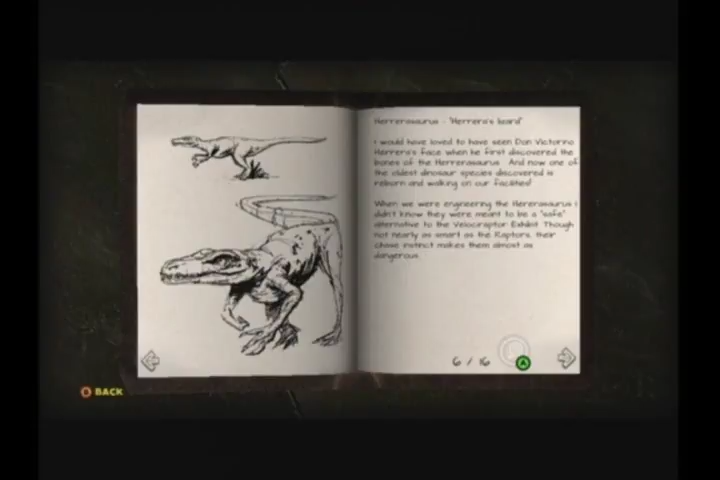 Herrerasaurus - "Herrera's lizard"
I would have loved to have seen Don Victorino
Herrera's face when he first discovered the
bones of the Herrerasaurus. And now one of
the oldest dinosaur species discovered is
reborn and walking on our facilities!
When we were engineering the Hererrasaurus I
didn't know they were meant to be a "safe"
alternative to the Velociraptor Exhibit. Though
not nearly as smart as the Raptors, their
chase instinct makes them almost as
dangerous.
6 / 16
A
B BACK